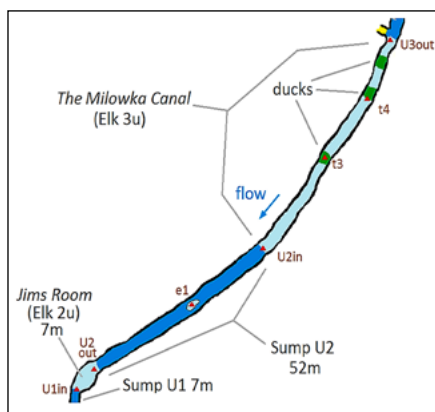 U3out
The Milowka Canal
(Elk 3u)
ducks
t4
t3
flow
U2in
e1
Jims Room
(Elk 2u)
7m
U2
out
Sump U2
52m
U1in
Sump U1 7m